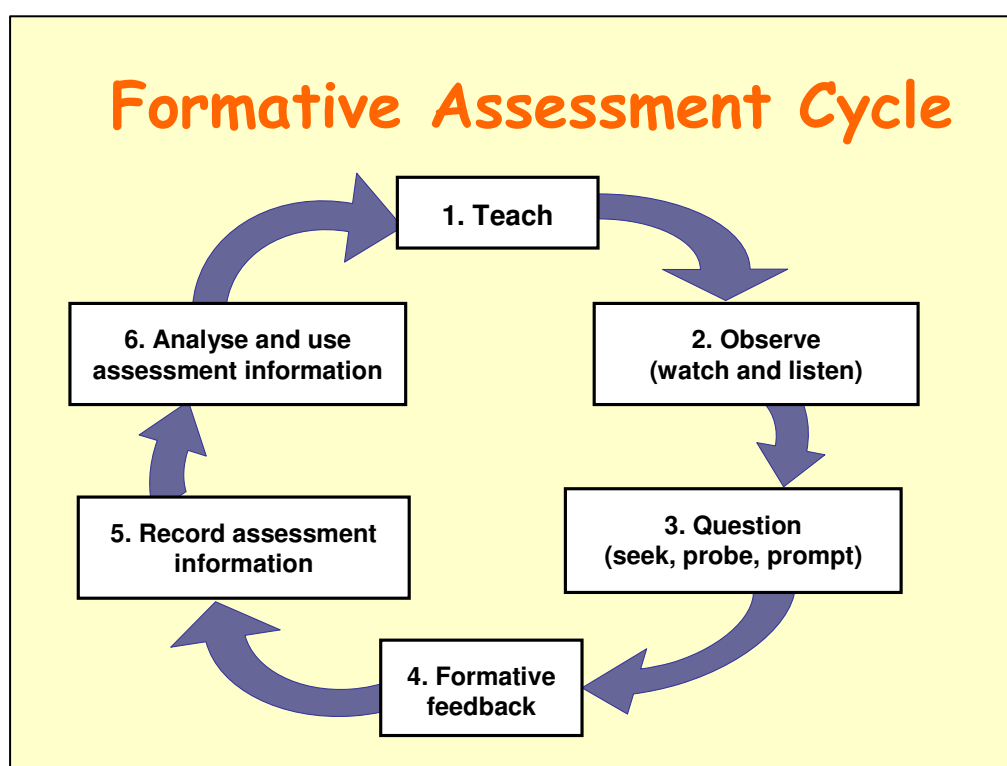 Formative Assessment Cycle
1. Teach
2. Observe
(watch and listen)
3. Question
(seek, probe, prompt)
4. Formative
feedback
5. Record assessment
information
6. Analyse and use
assessment information